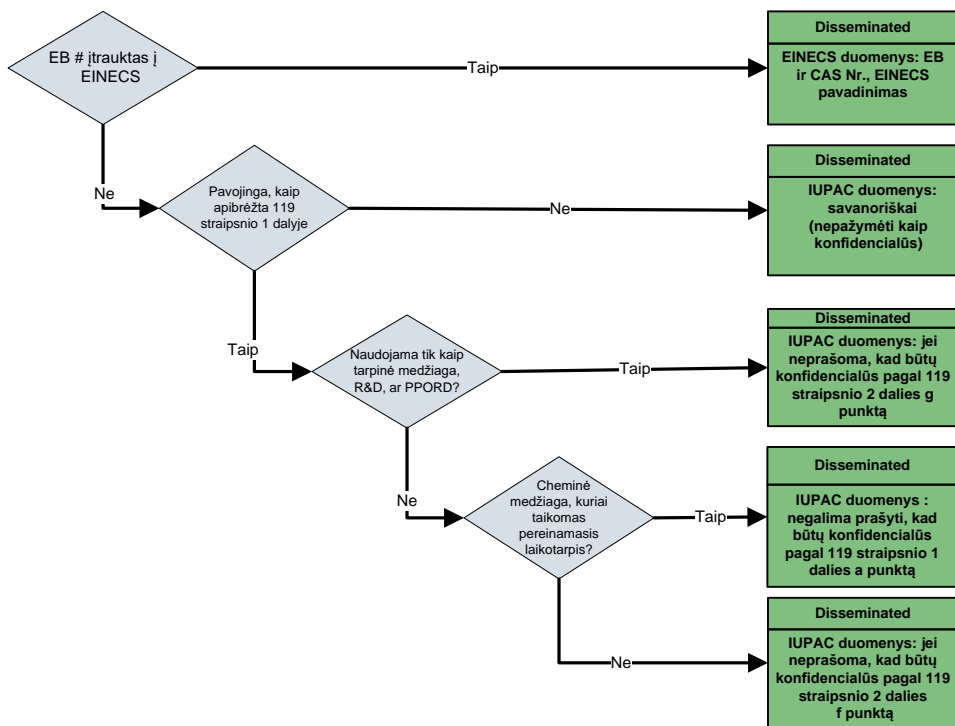 EB # įtrauktas į
EINECS
Taip
Disseminated
EINECS duomenys: EB
ir CAS Nr., EINECS
pavadinimas
Ne
Pavojinga, kaip
apibrėžta 119
straipsnio 1 dalyje
Ne
Disseminated
IUPAC duomenys:
savanoriškai
(nepažymėti kaip
konfidencialūs)
Taip
Naudojama tik kaip
tarpinė medžiaga,
R&D, ar PPORD?
Taip
Disseminated
IUPAC duomenys: jei
neprašoma, kad būtų
konfidencialūs pagal 119
straipsnio 2 dalies g
punktą
Ne
Cheminė
medžiaga, kuriai
taikomas
pereinamasis
laikotarpis?
Taip
Disseminated
IUPAC duomenys :
negalima prašyti, kad
būtų konfidencialūs
pagal 119 straipsnio 1
dalies a punktą
Ne
Disseminated
IUPAC duomenys: jei
neprašoma, kad būtų
konfidencialūs pagal 119
straipsnio 2 dalies
f punktą